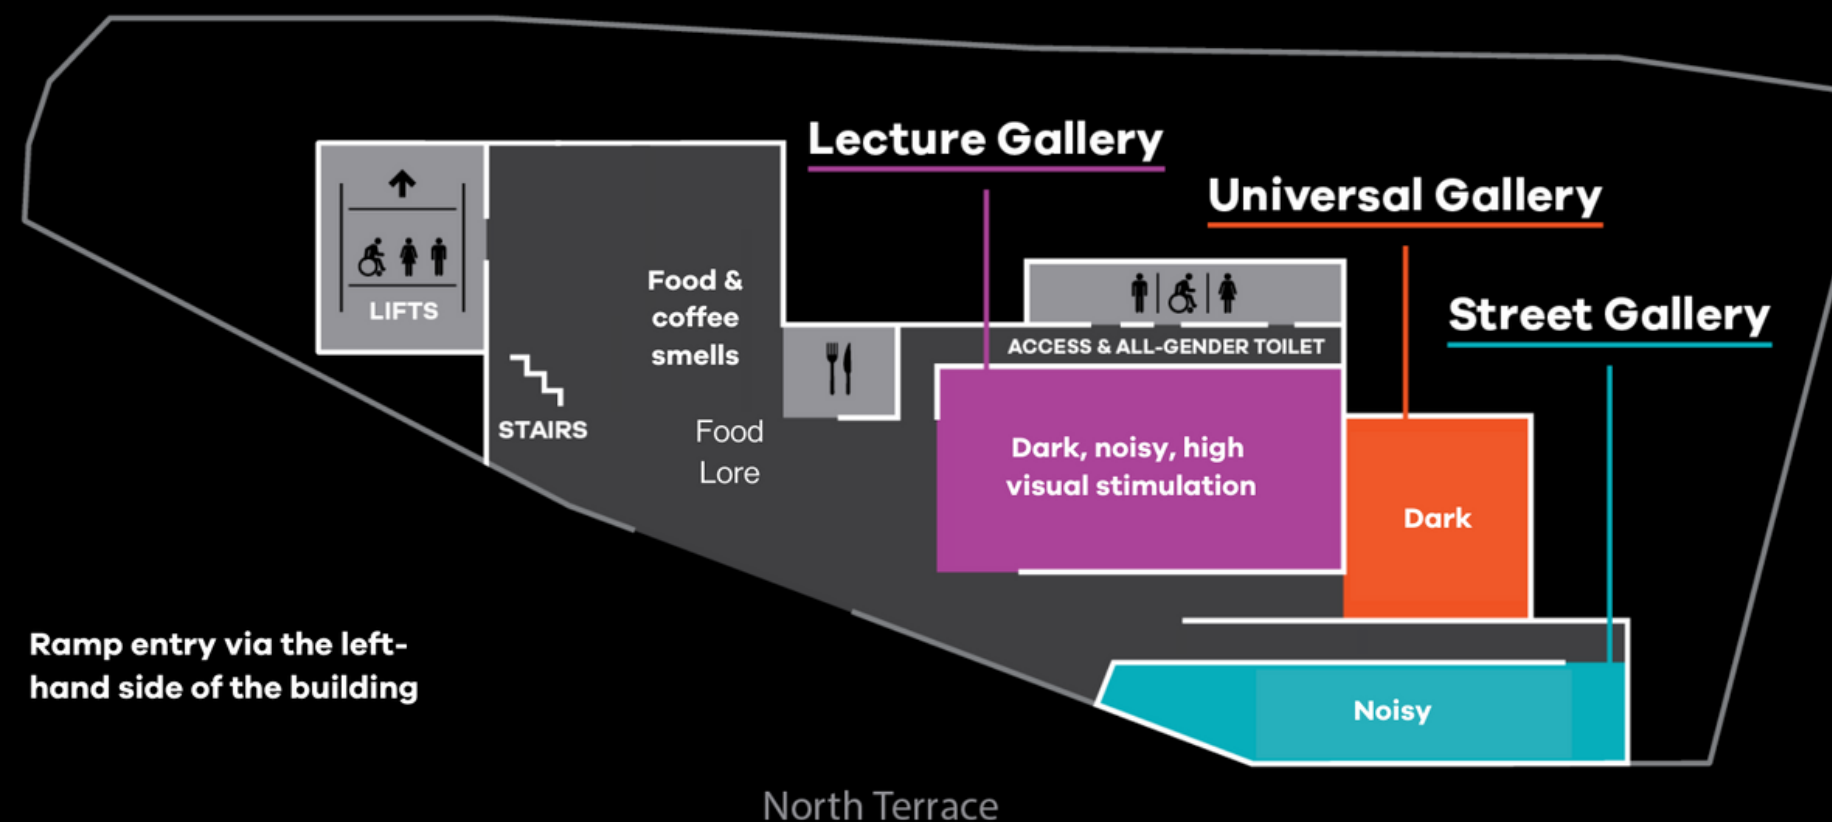 Lecture Gallery
Universal Gallery
Street Gallery
LIFTS
STAIRS
Food &
coffee
smells
Food
Lore
ACCESS & ALL-GENDER TOILET
Dark, noisy, high
visual stimulation
Dark
Noisy
Ramp entry via the left-
hand side of the building
North Terrace